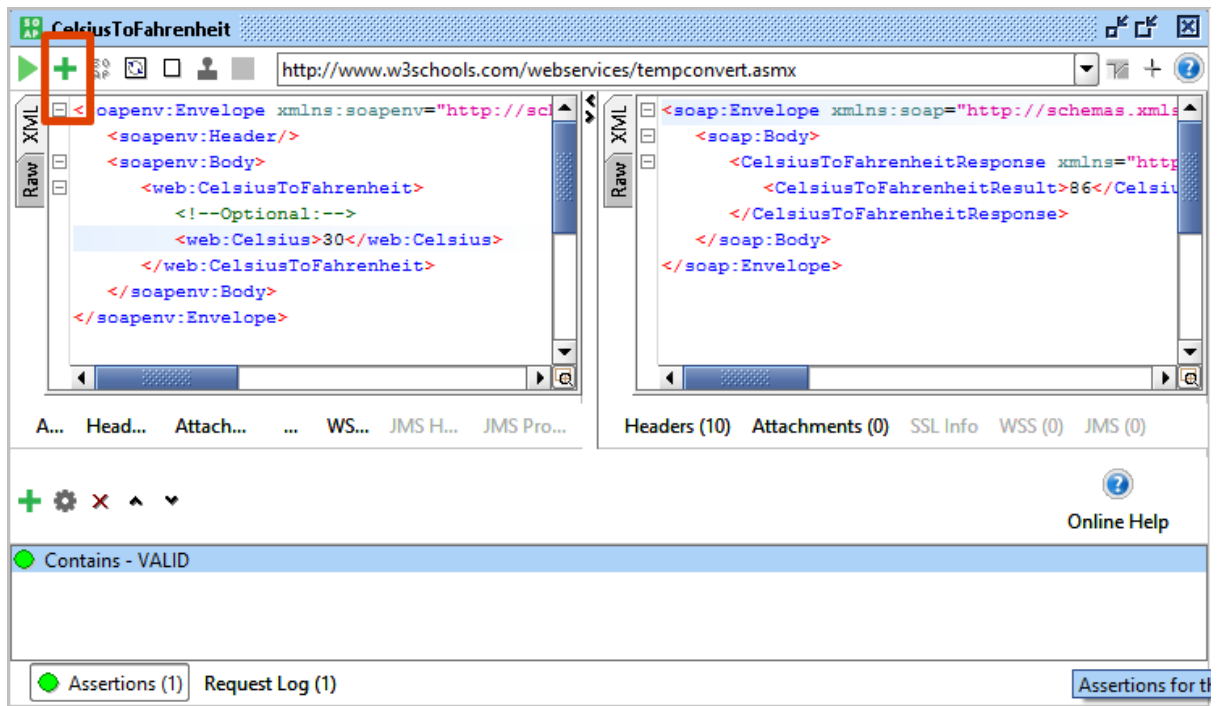 CelsiusToFahrenheit
http://www.w3schools.com/webservices/tempconvert.asmx
XML
Raw
<soapenv:Envelope xmlns:soapenv="http://sch
<soapenv:Header/>
<soapenv:Body>
<web:CelsiusToFahrenheit>
<!--Optional:-->
<web:Celsius>30</web:Celsius>
</web:CelsiusToFahrenheit>
</soapenv:Body>
</soapenv:Envelope>
XML
Raw
<soap:Envelope xmlns:soap="http://schemas.xmls
<soap:Body>
<CelsiusToFahrenheitResponse xmlns="http
<CelsiusToFahrenheitResult>86</Celsiu
</CelsiusToFahrenheitResponse>
</soap:Body>
</soap:Envelope>
A... Head... Attach... ... WS... JMS H... JMS Pro...
Headers (10) Attachments (0) SSL Info WSS (0) JMS (0)
Online Help
Contains - VALID
Assertions (1) Request Log (1)
Assertions for th